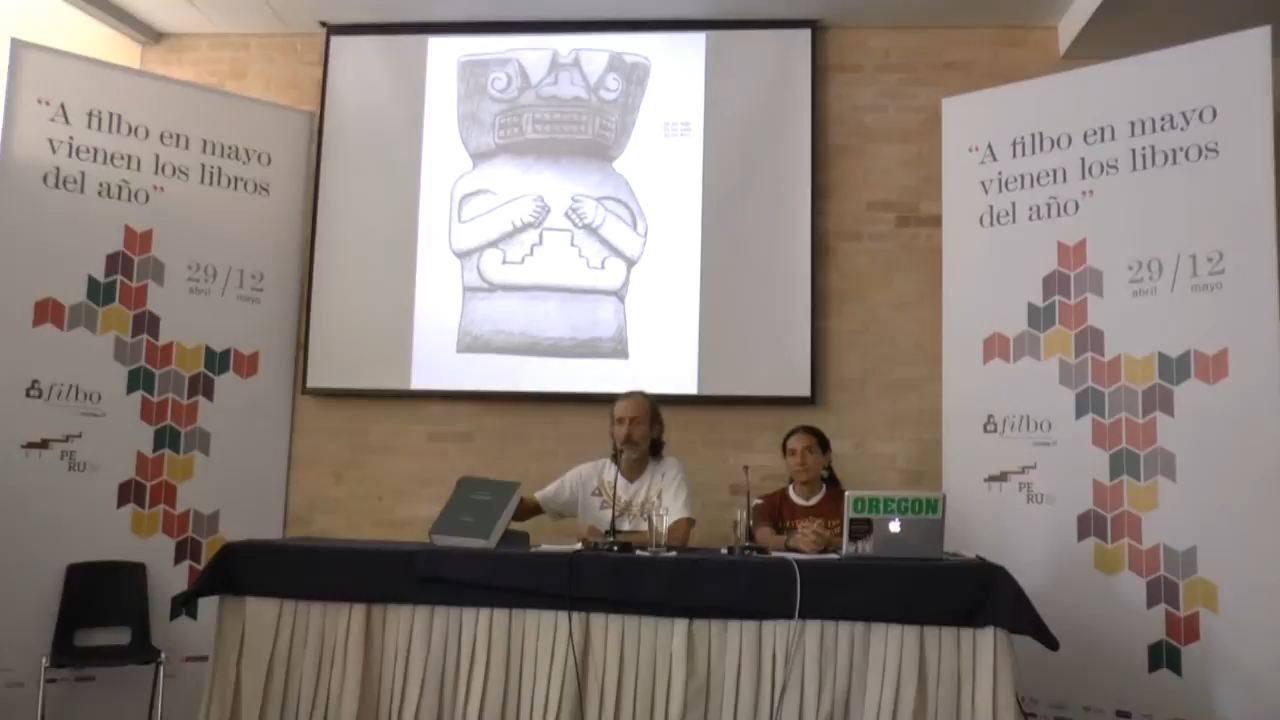 “A filbo en mayo
vienen los libros
del año”
29/12
abril mayo
filbo
PE
RU
“A filbo en mayo
vienen los libros
del año”
29/12
abril mayo
filbo
PE
RU
OREGON